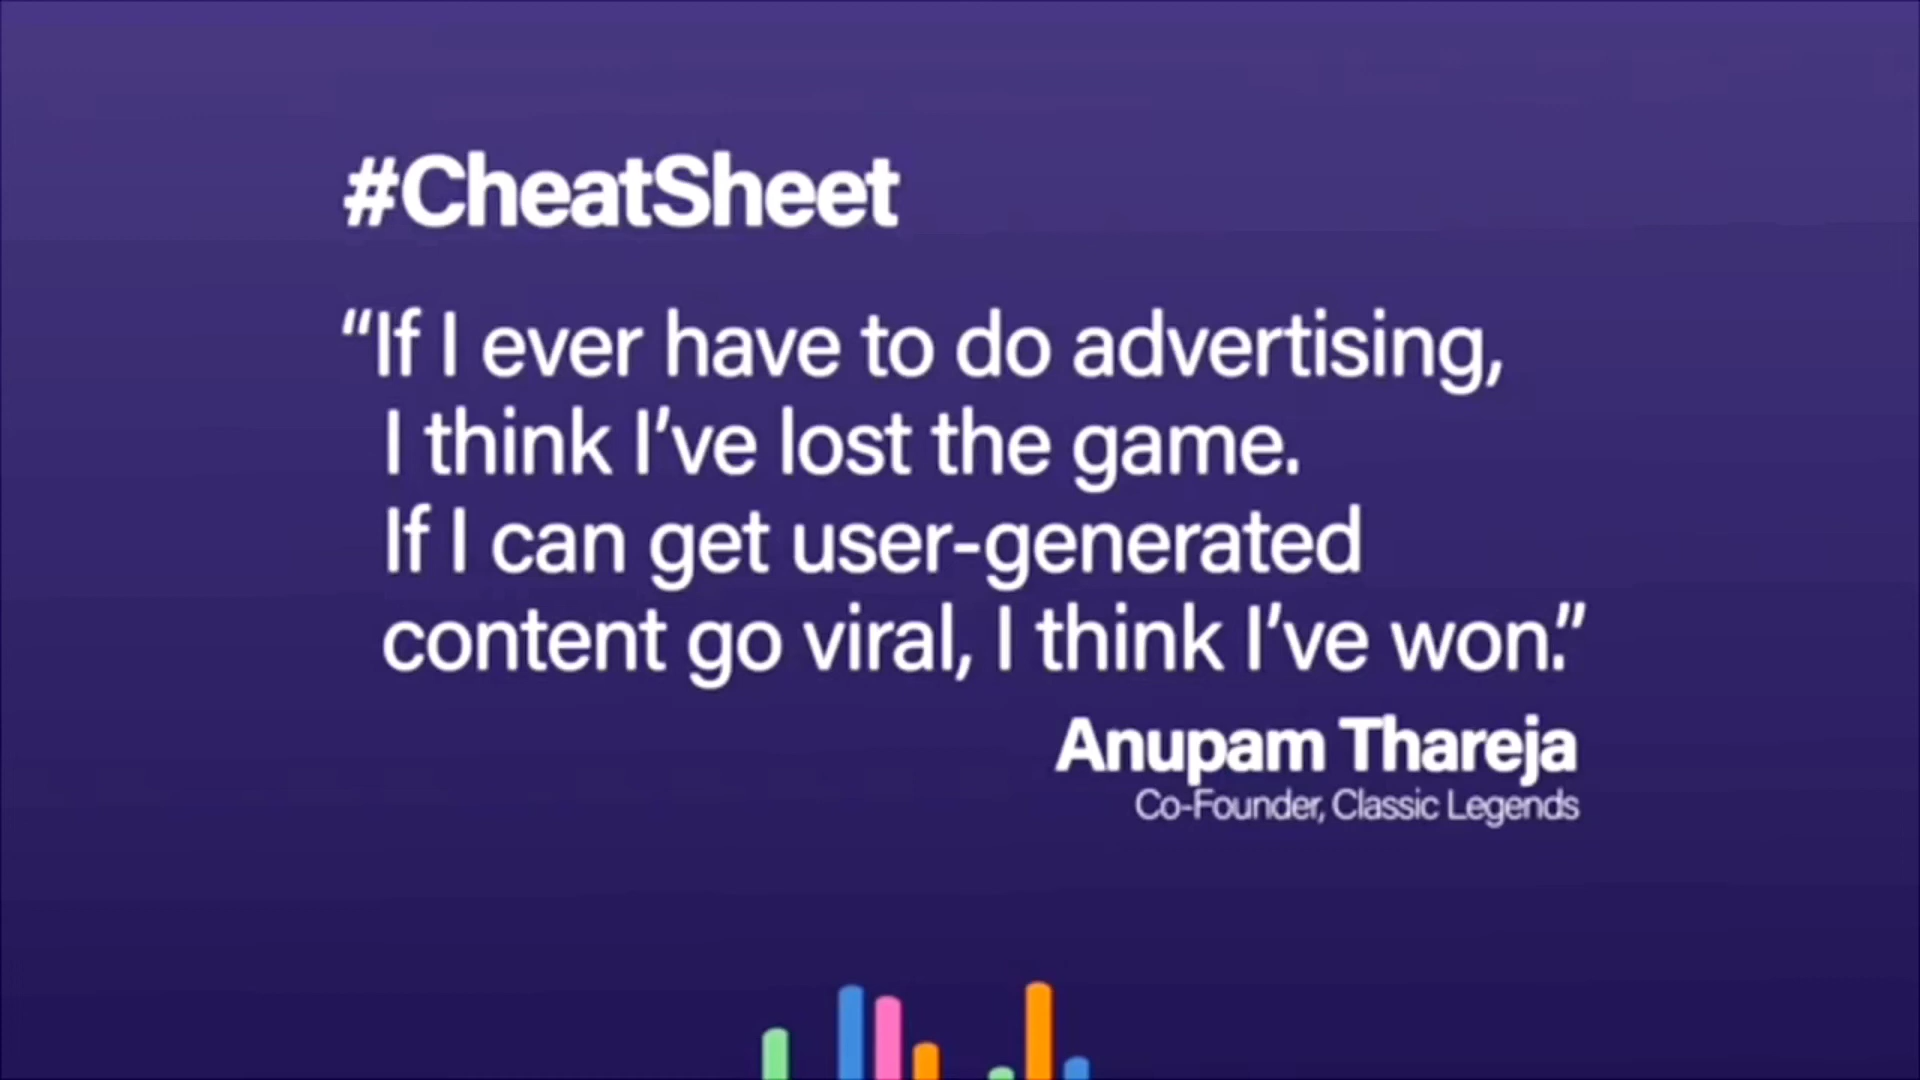 #CheatSheet
“If I ever have to do advertising,
I think I’ve lost the game.
If I can get user-generated
content go viral, I think I’ve won.”
Anupam Thareja
Co-Founder, Classic Legends